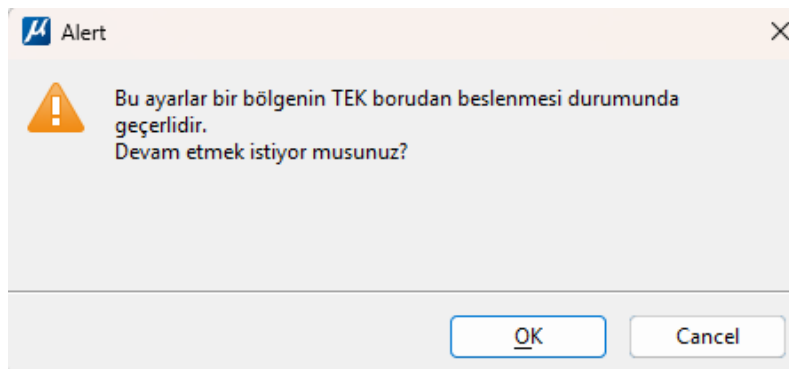 Alert
Bu ayarlar bir bölgenin TEK borudan beslenmesi durumunda
geçerlidir.
Devam etmek istiyor musunuz?
OK
Cancel